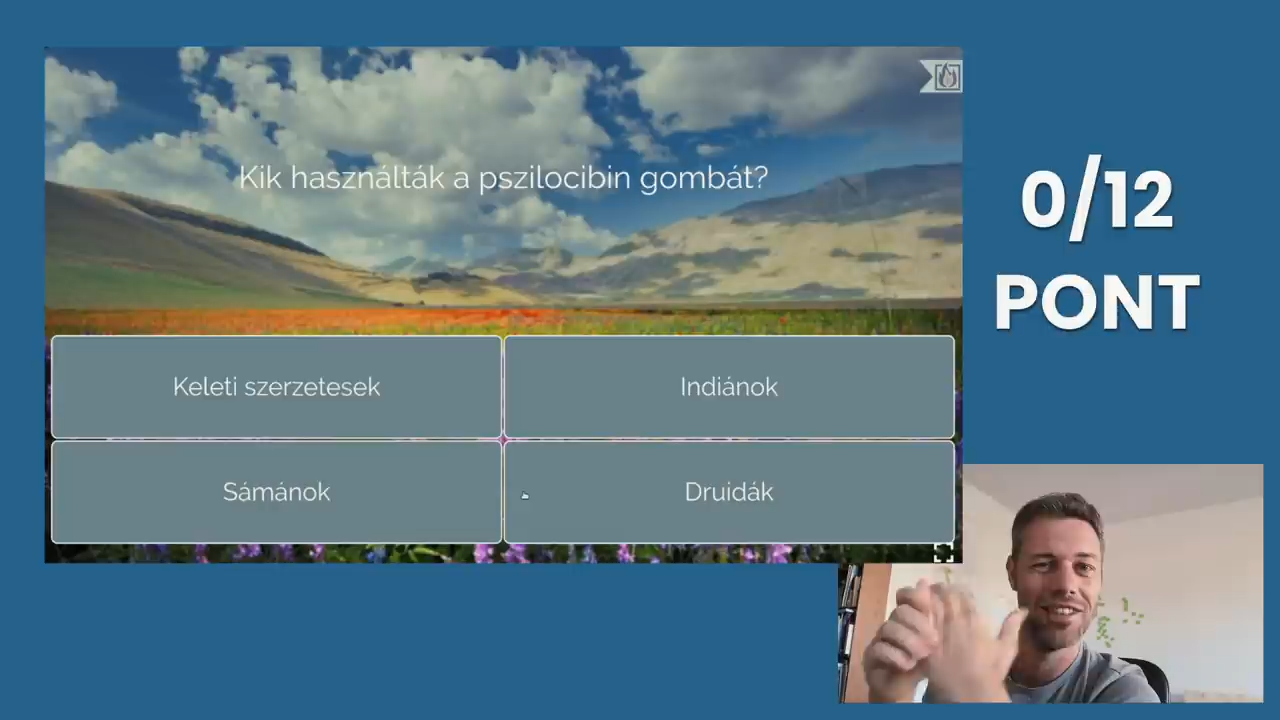 Kik használták a pszilocibin gombát?
0/12
PONT
Keleti szerzetesek
Indiánok
Sámánok
Druidák